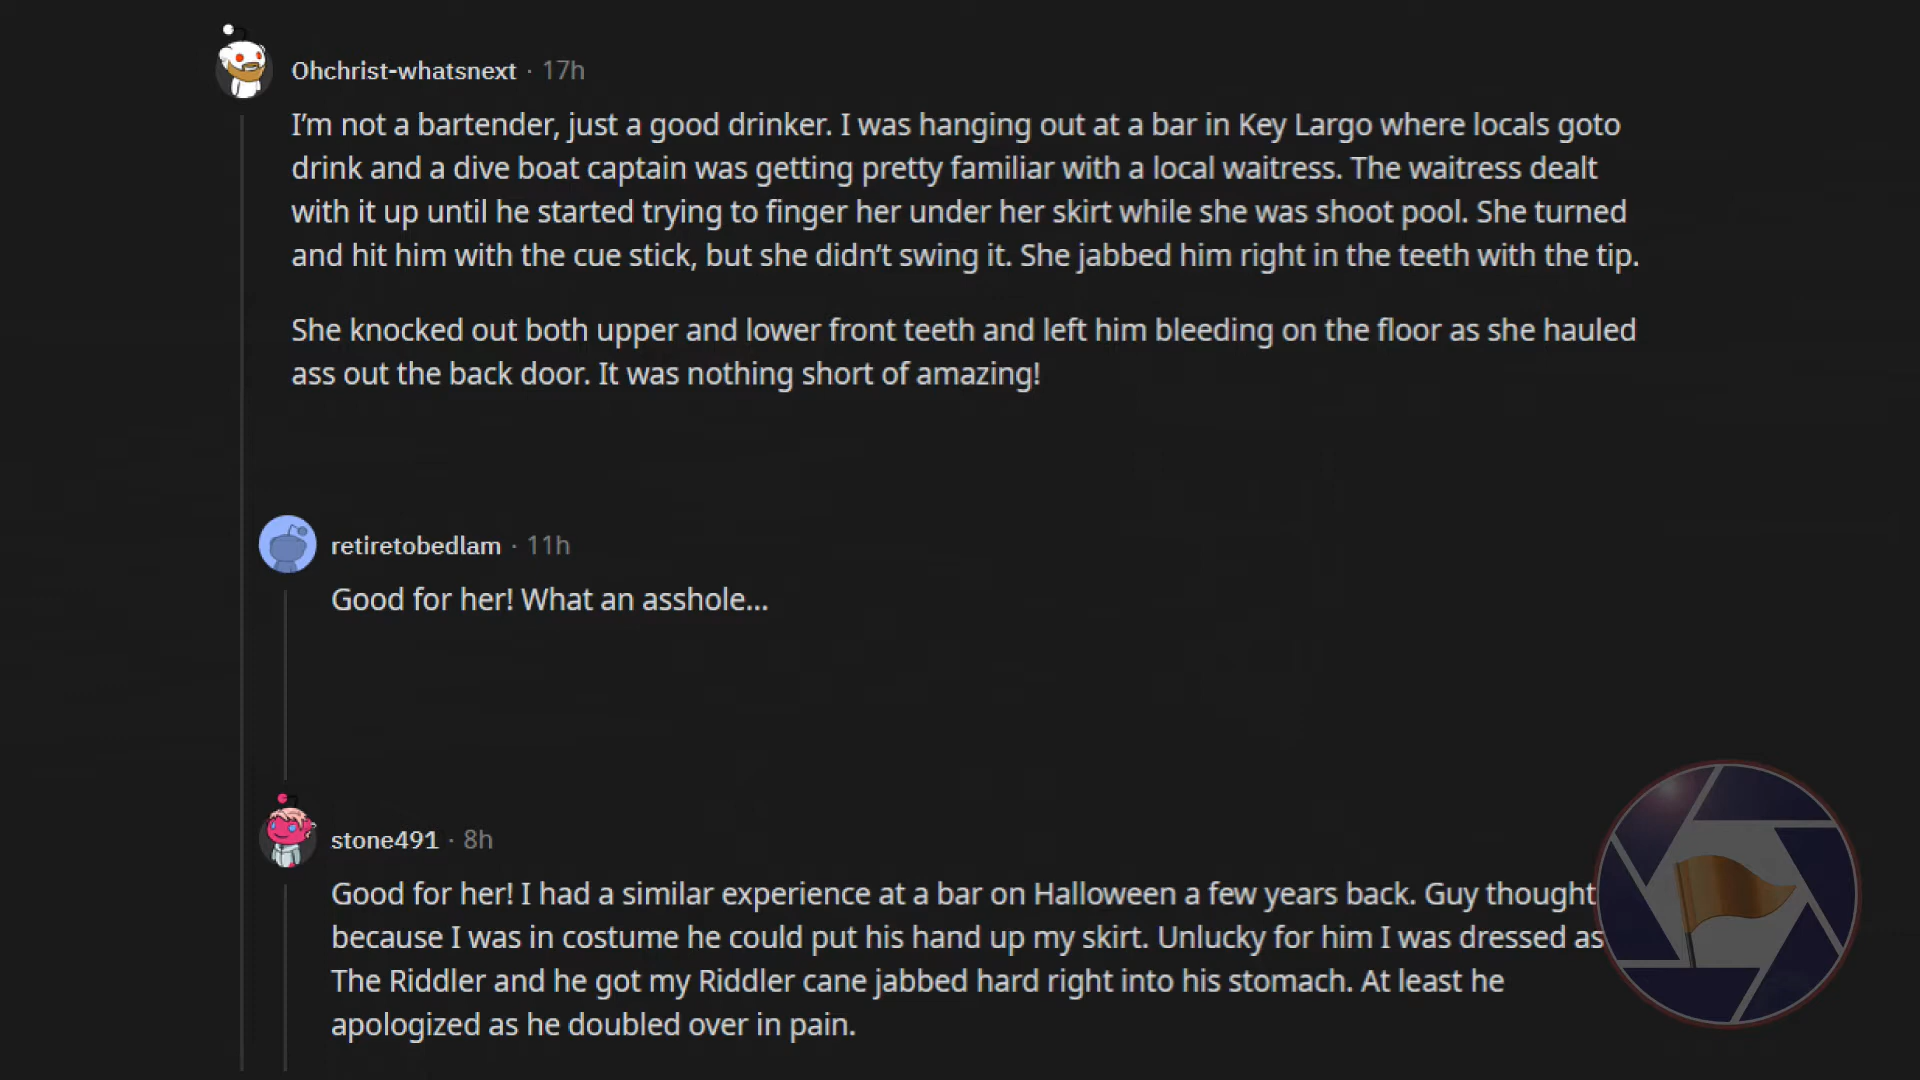 Ohchrist-whatsnext · 17h
I’m not a bartender, just a good drinker. I was hanging out at a bar in Key Largo where locals goto
drink and a dive boat captain was getting pretty familiar with a local waitress. The waitress dealt
with it up until he started trying to finger her under her skirt while she was shoot pool. She turned
and hit him with the cue stick, but she didn’t swing it. She jabbed him right in the teeth with the tip.
She knocked out both upper and lower front teeth and left him bleeding on the floor as she hauled
ass out the back door. It was nothing short of amazing!
retiretobedlam · 11h
Good for her! What an asshole...
stone491 · 8h
Good for her! I had a similar experience at a bar on Halloween a few years back. Guy thought
because I was in costume he could put his hand up my skirt. Unlucky for him I was dressed as
The Riddler and he got my Riddler cane jabbed hard right into his stomach. At least he
apologized as he doubled over in pain.